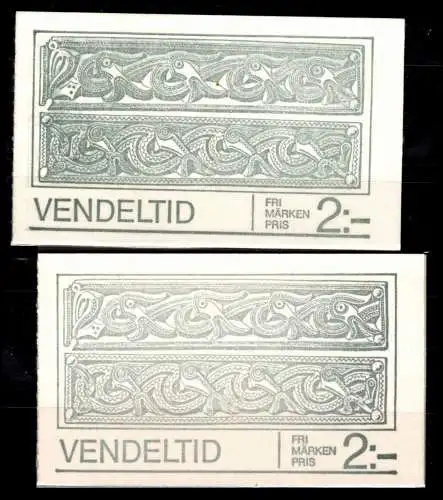 VENDELTID
FRI
MÄRKEN
PRIS
2:-
VENDELTID
FRI
MÄRKEN
PRIS
2:-